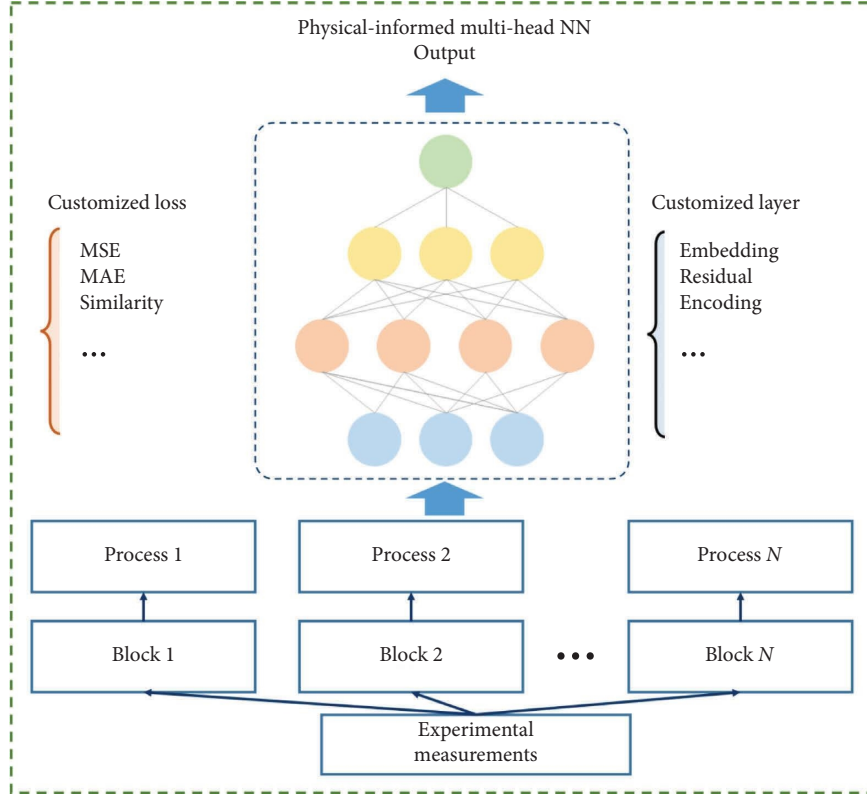 Physical-informed multi-head NN
Output
Customized loss
MSE
MAE
Similarity
...
Customized layer
Embedding
Residual
Encoding
...
Process 1
Process 2
Process N
Block 1
Block 2
...
Block N
Experimental
measurements